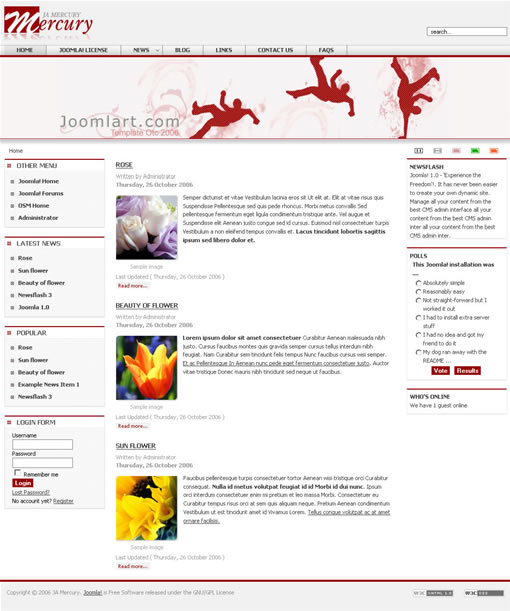 JA MERCURY
Mercury
search...
HOME
JOOMLA! LICENSE
NEWS
BLOG
LINKS
CONTACT US
FAQS
Joomlart.com
Template Otc 2006
Home
OTHER MENU
Joomla! Home
Joomla! Forums
OSM Home
Administrator
LATEST NEWS
Rose
Sun flower
Beauty of flower
Newsflash 3
Joomla 1.0
POPULAR
Rose
Sun flower
Beauty of flower
Example News Item 1
Newsflash 3
LOGIN FORM
Username
Password
Remember me
Login
Lost Password?
No account yet? Register
ROSE
Written by Administrator
Thursday, 26 October 2006
Semper dictumst et vitae Vestibulum lacinia eros sit Ut elit at. Elit at vitae risus quis
Suspendisse Pellentesque sed quis pede rhoncus. Morbi metus convallis Sed
pellentesque fermentum eget ligula condimentum tristique ante. Vel augue et
Suspendisse elit Aenean justo congue sed id cursus. Euismod nisl consectetuer turpis
Vestibulum a non eleifend tempus convallis et. Lacus tincidunt lobortis sagittis
ipsum sed libero dolor et.
Sample image
Last Updated ( Thursday, 26 October 2006 )
Read more...
BEAUTY OF FLOWER
Lorem ipsum dolor sit amet consectetuer Curabitur Aenean malesuada nibh
justo. Cursus faucibus montes quis gravida semper cursus tellus interdum nibh
feugiat. Nam Curabitur sem tincidunt felis tempus Nunc faucibus cursus wisi semper.
Et ac Pellentesque In Aenean nunc pede eget fermentum consectetuer justo. Auctor
vitae tristique Donec mauris nibh tincidunt sed neque ut faucibus.
Sample image
Last Updated ( Thursday, 26 October 2006 )
Read more...
SUN FLOWER
Written by Administrator
Thursday, 26 October 2006
Faucibus pellentesque turpis consectetuer tortor Aenean wisi tristique orci Curabitur
consequat. Nulla id metus volutpat feugiat id id Morbi id dui nunc. Ipsum
orci interdum consectetuer enim mi pretium et leo massa Morbi. Consectetuer eu
Curabitur tempus risus orci at sem quis aliquam neque. Pretium Aenean condimentum
Vestibulum ut est tincidunt amet id Vivamus Lorem. Tellus congue volutpat ac at amet
ornare facilisis.
Sample image
Last Updated ( Thursday, 26 October 2006 )
Read more...
NEWSFLASH
Joomla! 1.0 - 'Experience the
Freedom'!. It has never been easier
to create your own dynamic site.
Manage all your content from the
best CMS admin interface all your
content from the best CMS admin
inter all your content from the best
CMS admin inter.
POLLS
This Joomla! installation was
....
Absolutely simple
Reasonably easy
Not straight-forward but I
worked it out
I had to install extra server
stuff
I had no idea and got my
friend to do it
My dog ran away with the
README ...
Vote
Results
WHO'S ONLINE
We have 1 guest online
Copyright © 2006 JA Mercury. Joomla! is Free Software released under the GNU/GPL License
W3C XHTML 1.0
W3C CSS